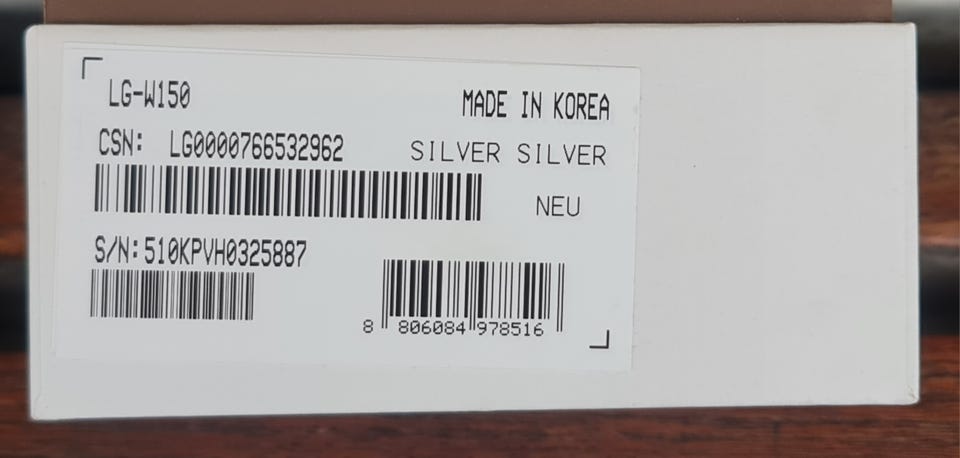 LG-W150
MADE IN KOREA
CSN: LG0000766532962
SILVER SILVER
NEU
S/N:510KPVH0325887
8 806084 978516